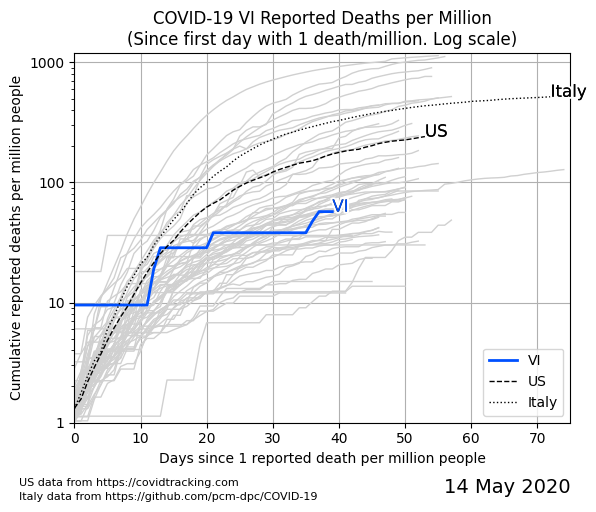 COVID-19 VI Reported Deaths per Million
(Since first day with 1 death/million. Log scale)
Cumulative reported deaths per million people
1000
100
10
1
Italy
US
VI
VI
US
Italy
0 10 20 30 40 50 60 70
Days since 1 reported death per million people
US data from https://covidtracking.com
Italy data from https://github.com/pcm-dpc/COVID-19
14 May 2020